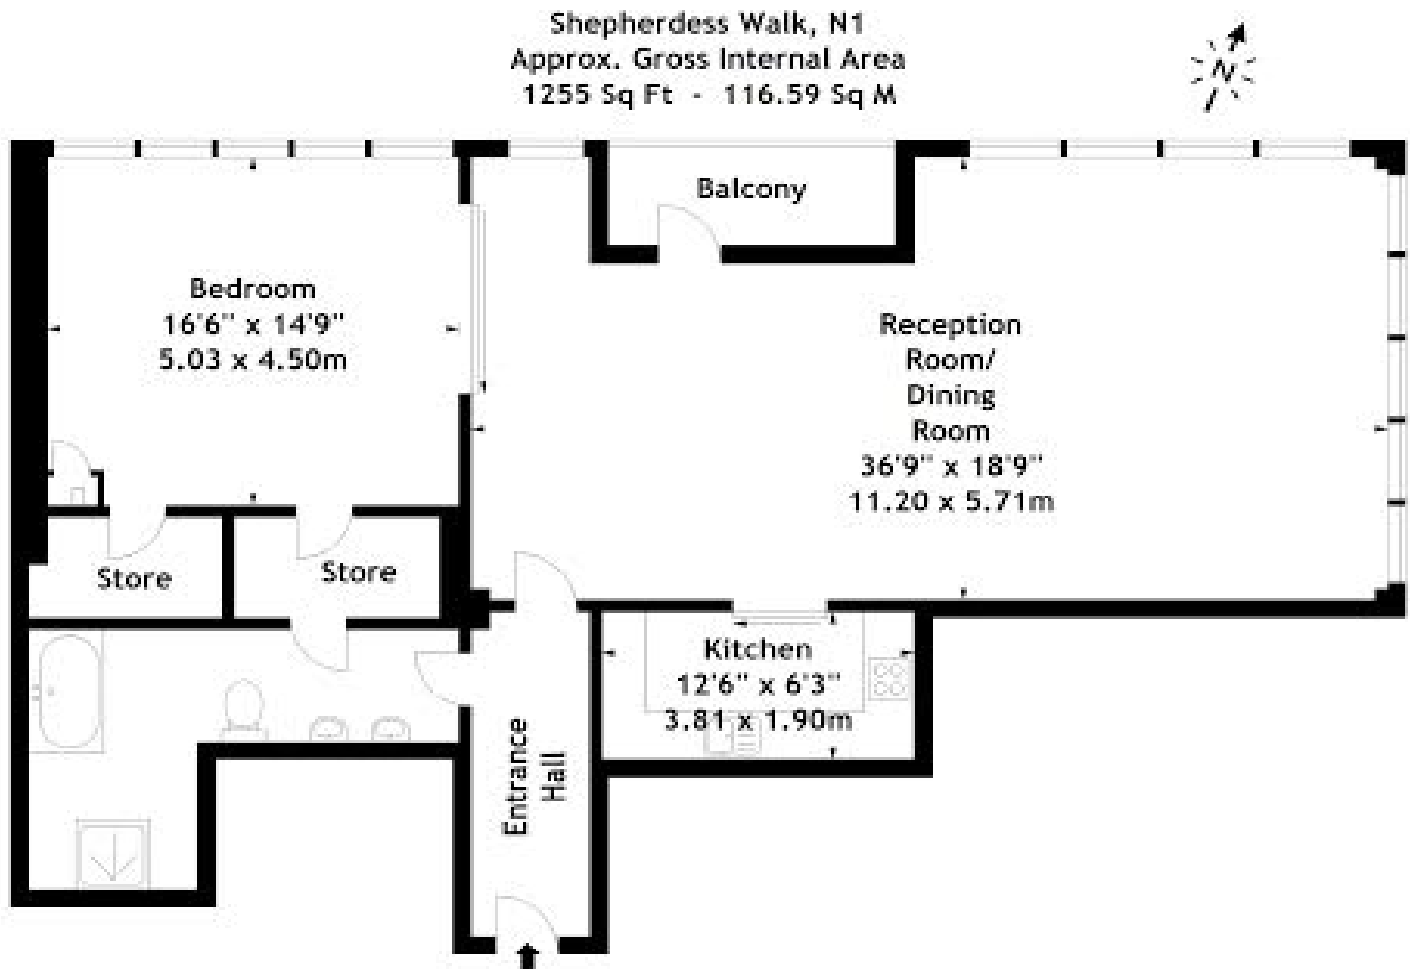 Shepherdess Walk, N1
Approx. Gross Internal Area
1255 Sq Ft - 116.59 Sq M
N
Balcony
Bedroom
16'6" x 14'9"
5.03 x 4.50m
Reception
Room/
Dining
Room
36'9" x 18'9"
11.20 x 5.71m
Store
Store
Kitchen
12'6" x 6'3"
3.81 x 1.90m
Entrance
Hall